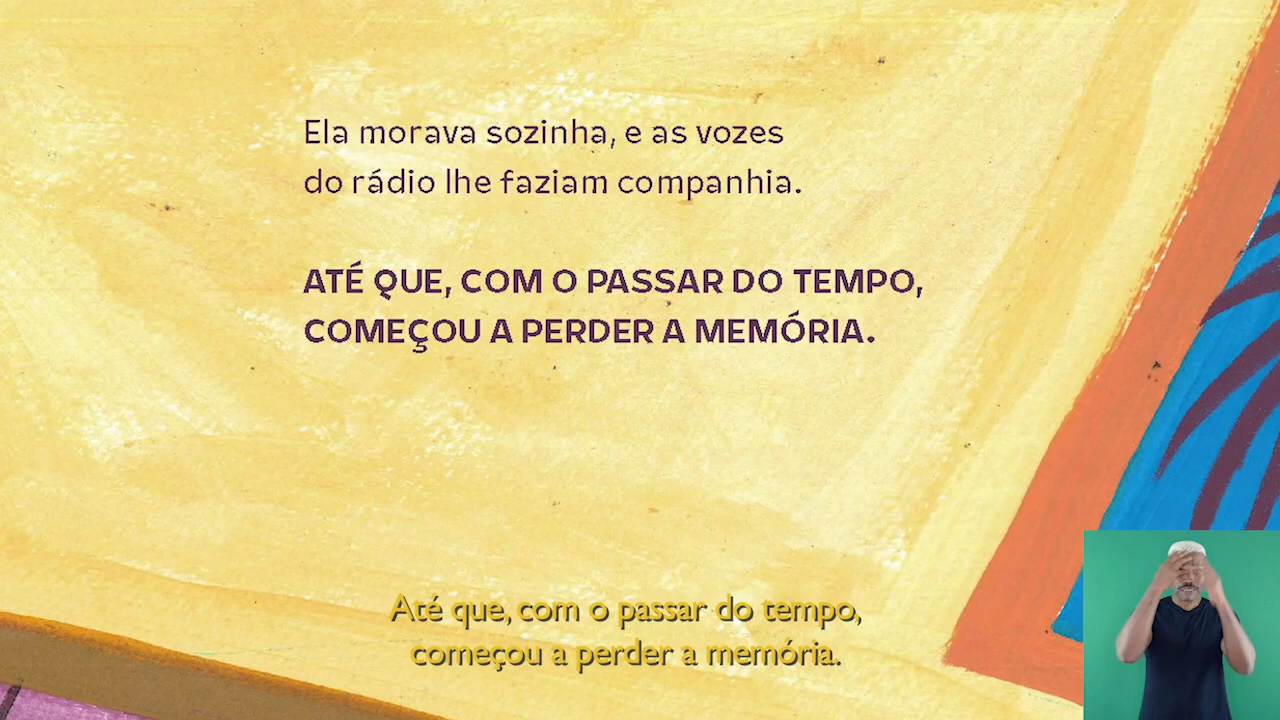 Ela morava sozinha, e as vozes
do rádio lhe faziam companhia.
ATÉ QUE, COM O PASSAR DO TEMPO,
COMEÇOU A PERDER A MEMÓRIA.
Até que, com o passar do tempo,
começou a perder a memória.